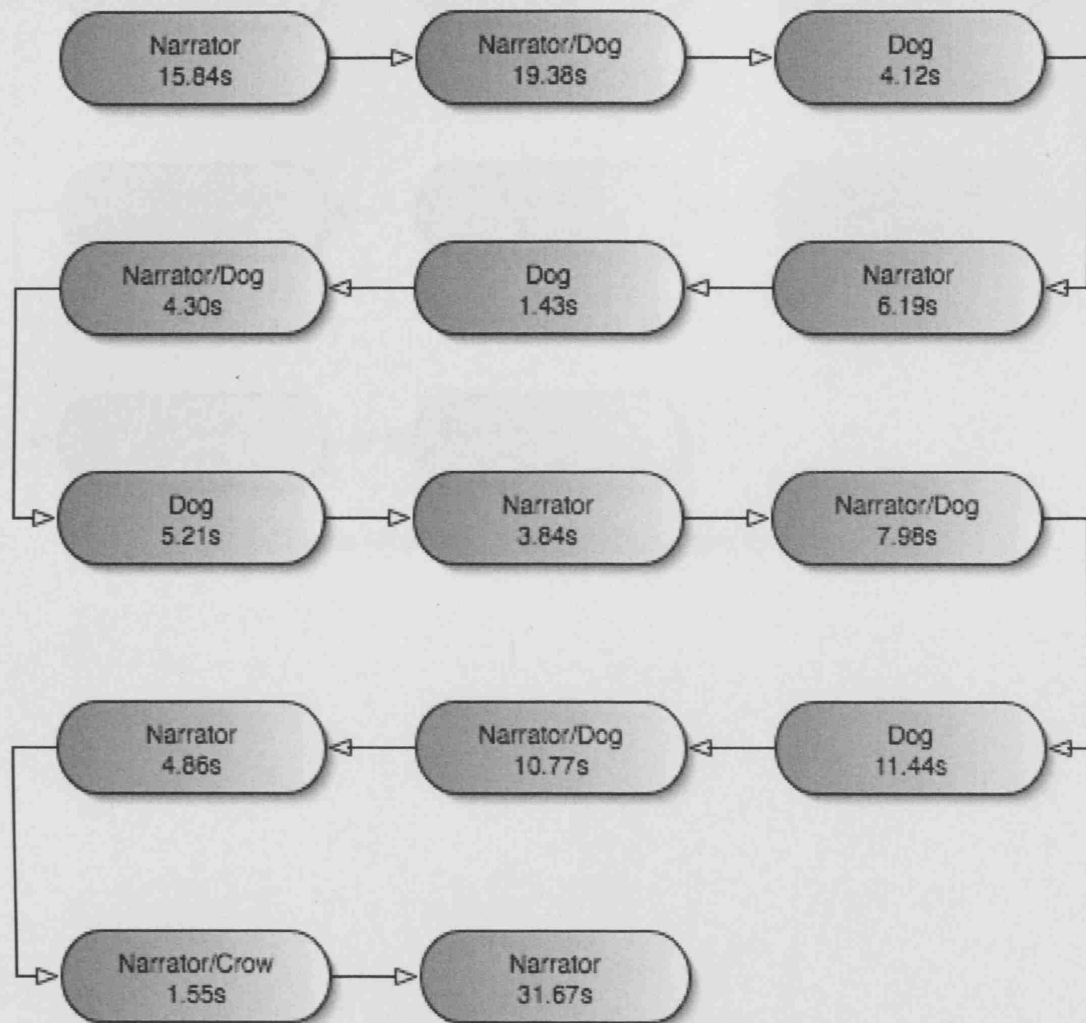 Narrator
15.84s
Narrator/Dog
19.38s
Dog
4.12s
Narrator/Dog
4.30s
Dog
1.43s
Narrator
6.19s
Dog
5.21s
Narrator
3.84s
Narrator/Dog
7.98s
Narrator
4.86s
Narrator/Dog
10.77s
Dog
11.44s
Narrator/Crow
1.55s
Narrator
31.67s